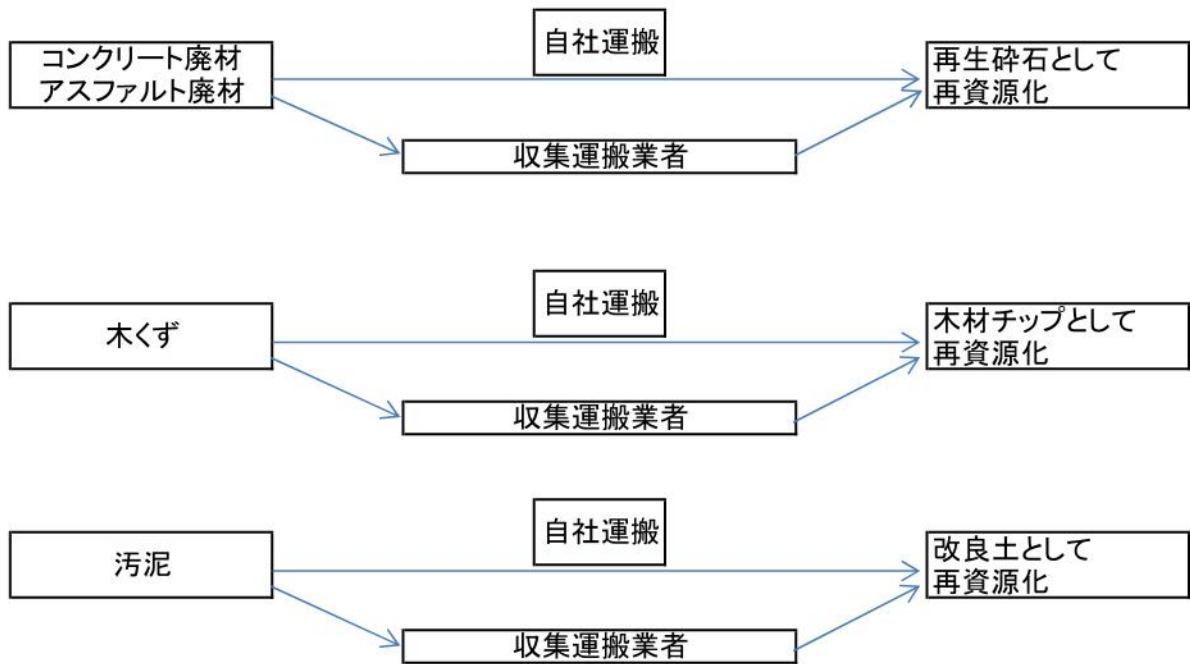 自社運搬
コンクリート廃材
アスファルト廃材
再生砕石として
再資源化
収集運搬業者
自社運搬
木くず
木材チップとして
再資源化
収集運搬業者
自社運搬
汚泥
改良土として
再資源化
収集運搬業者